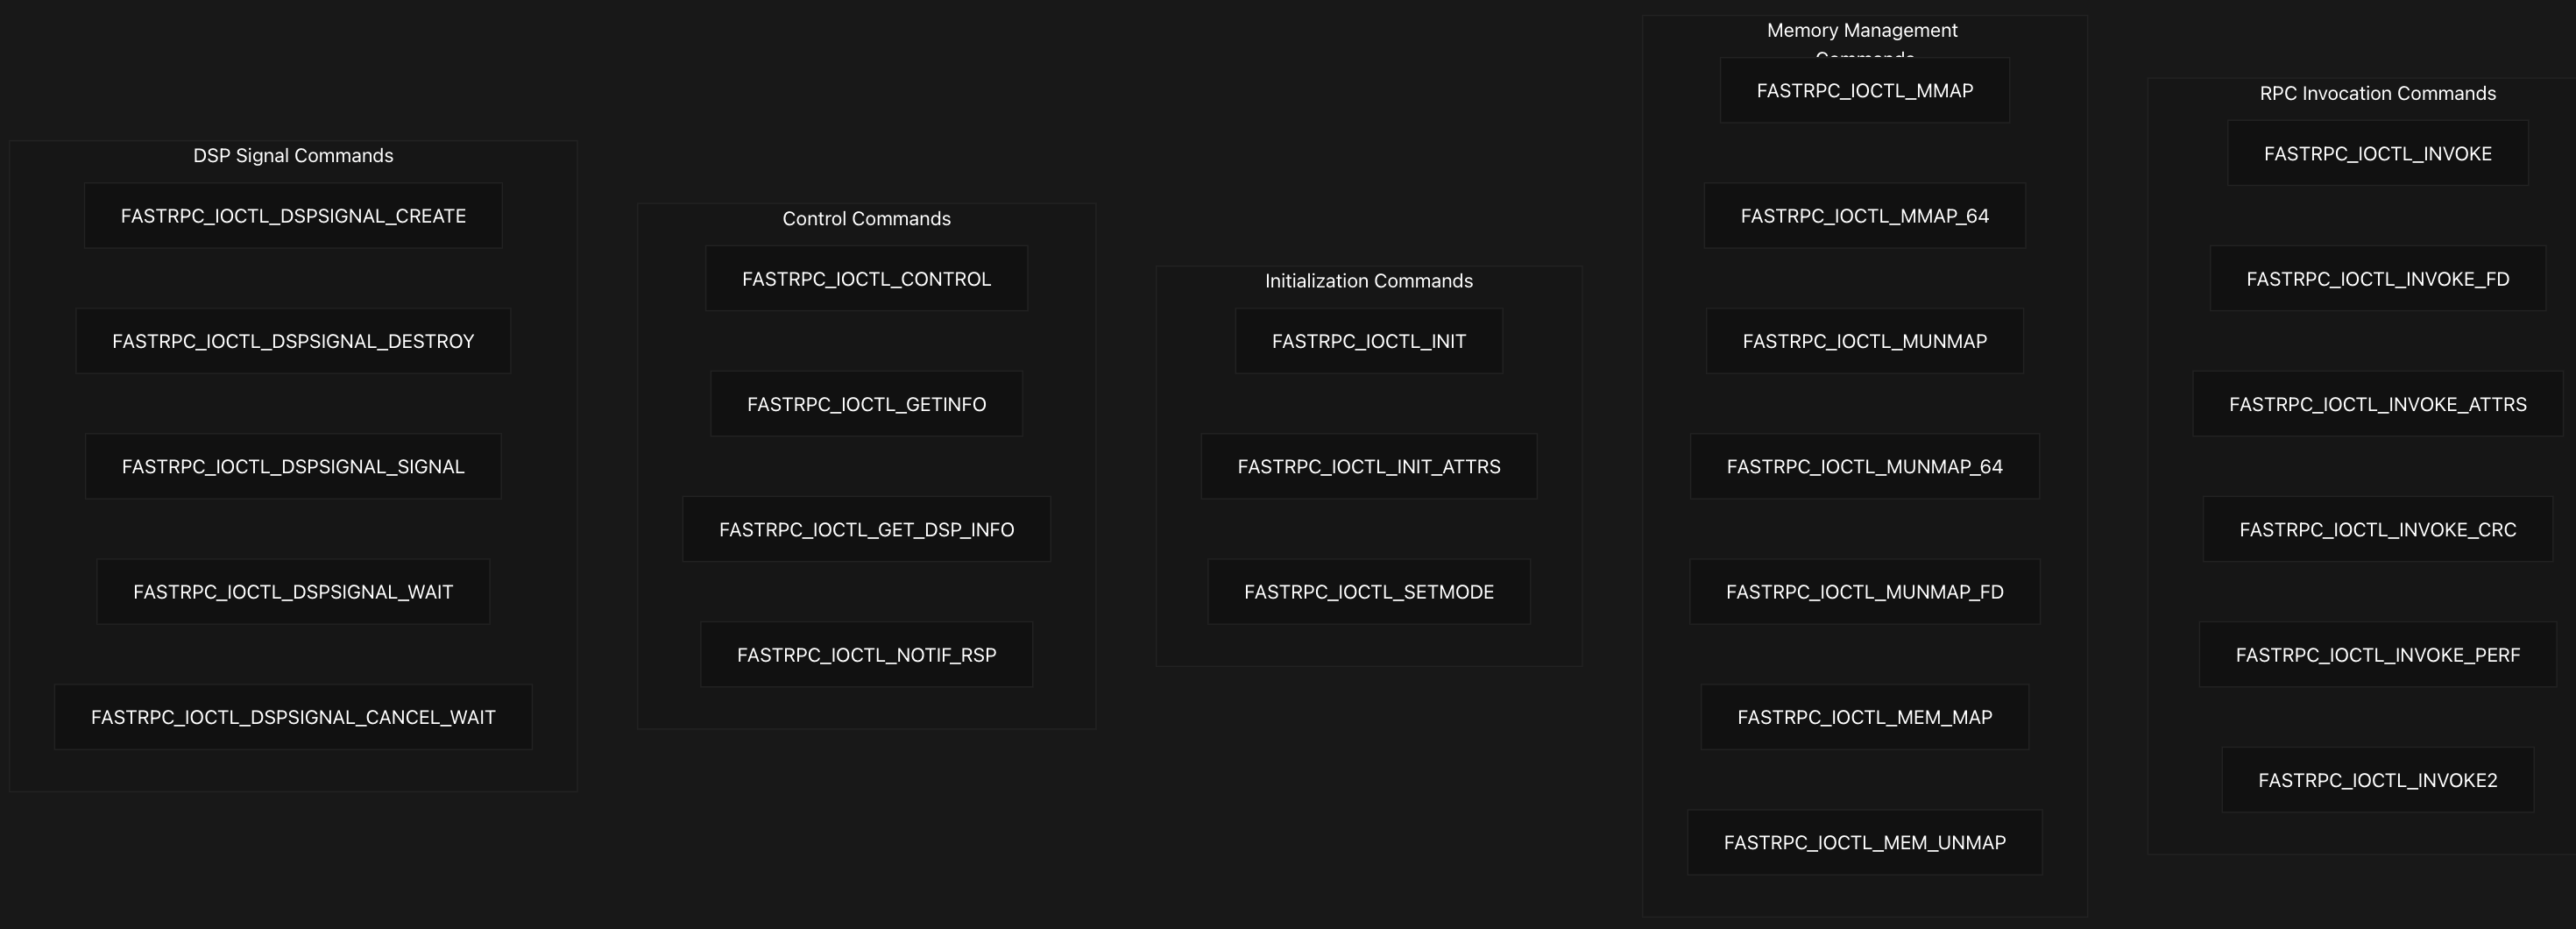 DSP Signal Commands
FASTRPC_IOCTL_DSPSIGNAL_CREATE
FASTRPC_IOCTL_DSPSIGNAL_DESTROY
FASTRPC_IOCTL_DSPSIGNAL_SIGNAL
FASTRPC_IOCTL_DSPSIGNAL_WAIT
FASTRPC_IOCTL_DSPSIGNAL_CANCEL_WAIT
Control Commands
FASTRPC_IOCTL_CONTROL
FASTRPC_IOCTL_GETINFO
FASTRPC_IOCTL_GET_DSP_INFO
FASTRPC_IOCTL_NOTIF_RSP
Initialization Commands
FASTRPC_IOCTL_INIT
FASTRPC_IOCTL_INIT_ATTRS
FASTRPC_IOCTL_SETMODE
Memory Management
Commands
FASTRPC_IOCTL_MMAP
FASTRPC_IOCTL_MMAP_64
FASTRPC_IOCTL_MUNMAP
FASTRPC_IOCTL_MUNMAP_64
FASTRPC_IOCTL_MUNMAP_FD
FASTRPC_IOCTL_MEM_MAP
FASTRPC_IOCTL_MEM_UNMAP
RPC Invocation Commands
FASTRPC_IOCTL_INVOKE
FASTRPC_IOCTL_INVOKE_FD
FASTRPC_IOCTL_INVOKE_ATTRS
FASTRPC_IOCTL_INVOKE_CRC
FASTRPC_IOCTL_INVOKE_PERF
FASTRPC_IOCTL_INVOKE2